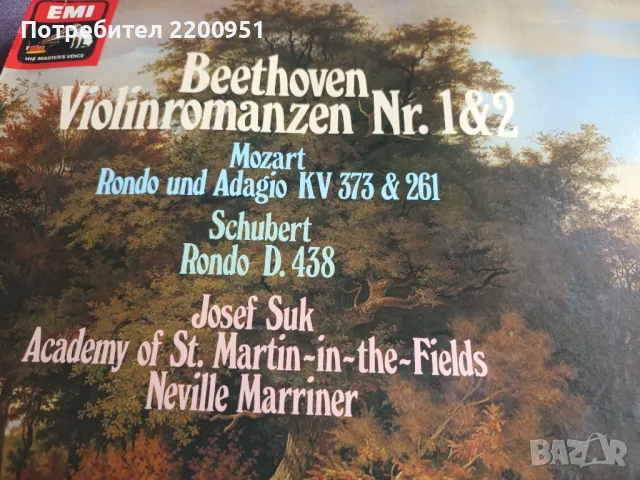 Потребител 2200951
EMI
HIS MASTER'S VOICE
Beethoven
Violinromanzen Nr. 1&2
Mozart
Rondo und Adagio KV 373 & 261
Schubert
Rondo D. 438
Josef Suk
Academy of St. Martin-in-the-Fields
Neville Marriner
BAZAR